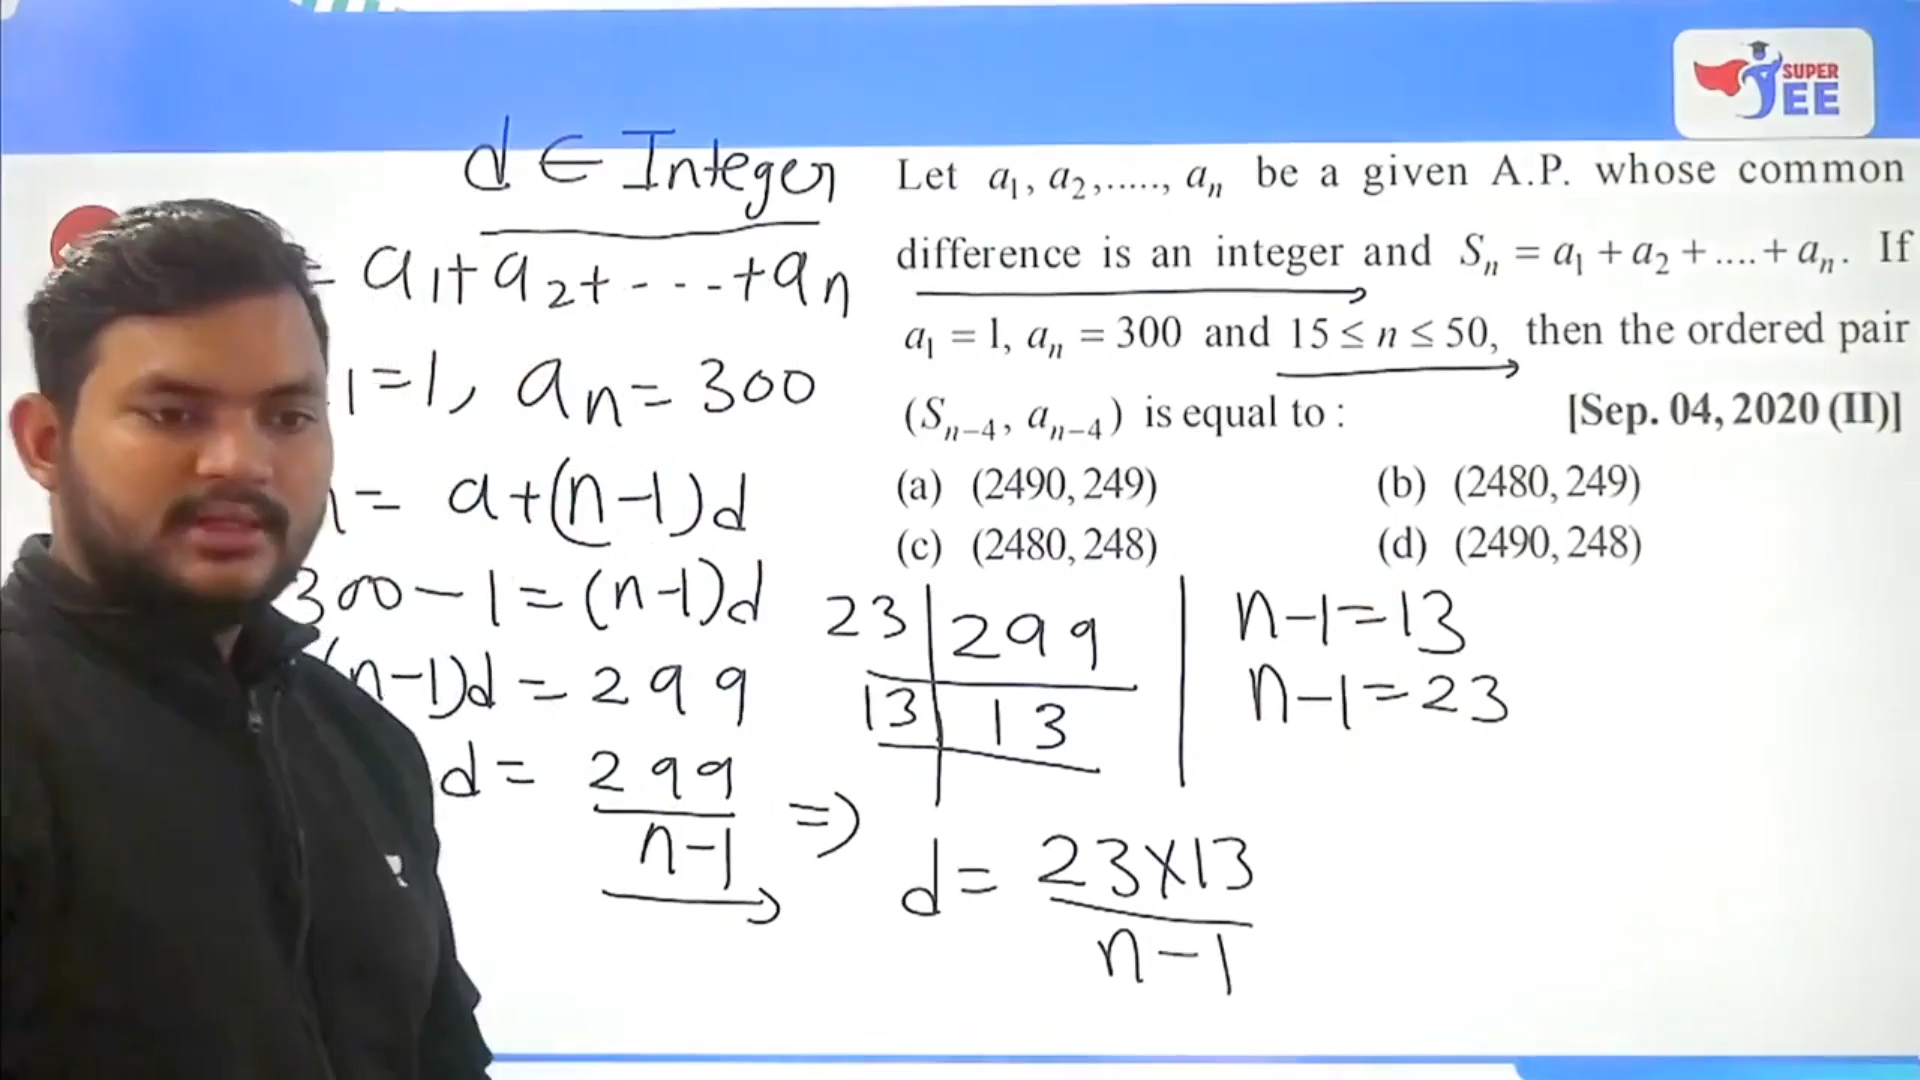 SUPER
JEE
d ∈ Integer
= a₁ + a₂ + - - - + aₙ
1 = 1, aₙ = 300
= a + (n-1)d
300 - 1 = (n-1)d
(n-1)d = 299
d = 299/(n-1) =>
Let a₁, a₂,....., aₙ be a given A.P. whose common
difference is an integer and Sₙ = a₁ + a₂ + .... + aₙ. If
a₁ = 1, aₙ = 300 and 15 ≤ n ≤ 50, then the ordered pair
(Sₙ₋₄, aₙ₋₄) is equal to : [Sep. 04, 2020 (II)]
(a) (2490, 249) (b) (2480, 249)
(c) (2480, 248) (d) (2490, 248)
23 | 299
13 | 13
n-1 = 13
n-1 = 23
d = 23×13/(n-1)